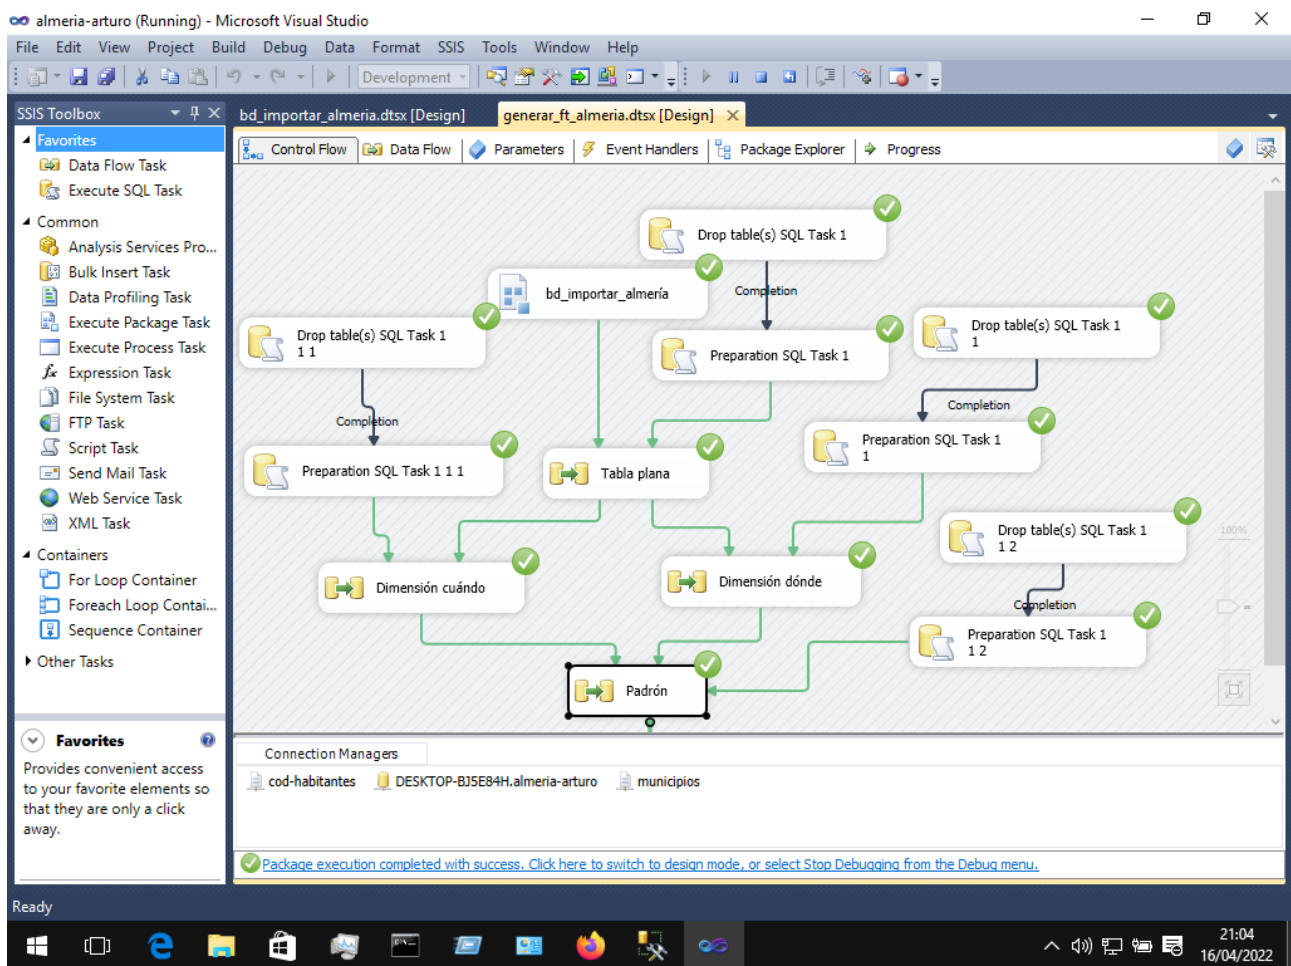 almeria-arturo (Running) - Microsoft Visual Studio
File Edit View Project Build Debug Data Format SSIS Tools Window Help
Development
SSIS Toolbox
bd_importar_almeria.dtsx [Design]
generar_ft_almeria.dtsx [Design]
Control Flow
Data Flow
Parameters
Event Handlers
Package Explorer
Progress
Favorites
Data Flow Task
Execute SQL Task
Common
Analysis Services Pro...
Bulk Insert Task
Data Profiling Task
Execute Package Task
Execute Process Task
Expression Task
File System Task
FTP Task
Script Task
Send Mail Task
Web Service Task
XML Task
Containers
For Loop Container
Foreach Loop Contai...
Sequence Container
Other Tasks
Favorites
Provides convenient access
to your favorite elements so
that they are only a click
away.
Drop table(s) SQL Task 1
bd_importar_almería
Completion
Drop table(s) SQL Task 1
1 1
Preparation SQL Task 1
Drop table(s) SQL Task 1
1
Completion
Completion
Preparation SQL Task 1 1 1
Tabla plana
Preparation SQL Task 1
1
Drop table(s) SQL Task 1
1 2
100%
Dimensión cuándo
Dimensión dónde
Completion
Preparation SQL Task 1
1 2
Padrón
Connection Managers
cod-habitantes
DESKTOP-BJ5E84H.almeria-arturo
municipios
Package execution completed with success. Click here to switch to design mode, or select Stop Debugging from the Debug menu.
Ready
21:04
16/04/2022